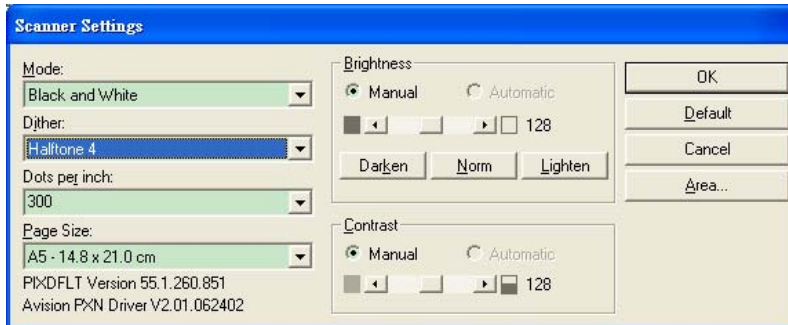 Scanner Settings
Mode:
Black and White
Dither:
Halftone 4
Dots per inch:
300
Page Size:
A5 - 14.8 x 21.0 cm
PIXDFLT Version 55.1.260.851
Avision PXN Driver V2.01.062402
Brightness
Manual Automatic
128
Darken Norm Lighten
Contrast
Manual Automatic
128
OK
Default
Cancel
Area...